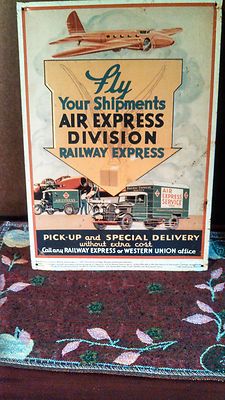 Fly
Your Shipments
AIR EXPRESS
DIVISION
RAILWAY EXPRESS
AIR
EXPRESS
SERVICE
PICK-UP and SPECIAL DELIVERY
without extra cost
Call any RAILWAY EXPRESS or WESTERN UNION office